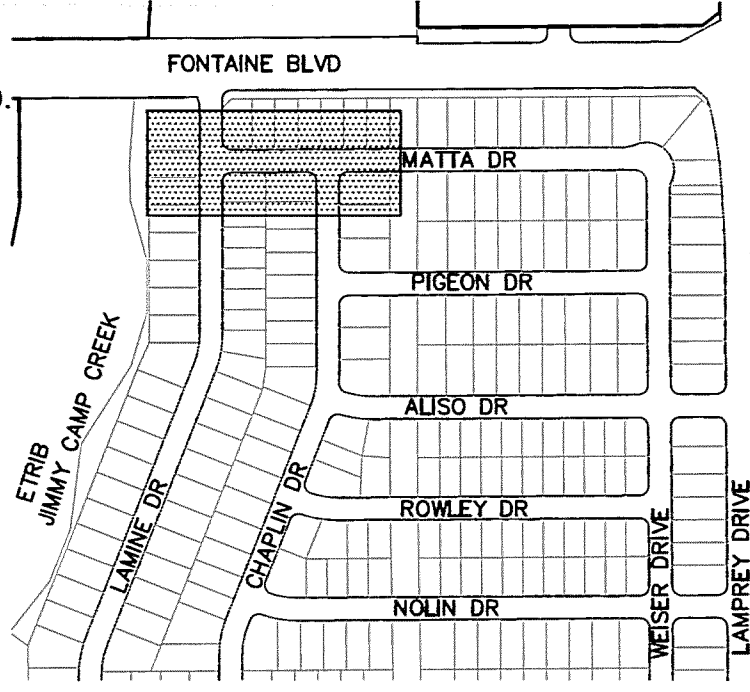 FONTAINE BLVD
MATTA DR
PIGEON DR
ALISO DR
ETRIB
JIMMY CAMP CREEK
LAMINE DR
CHAPLIN DR
ROWLEY DR
NOLIN DR
WEISER DRIVE
LAMPREY DRIVE